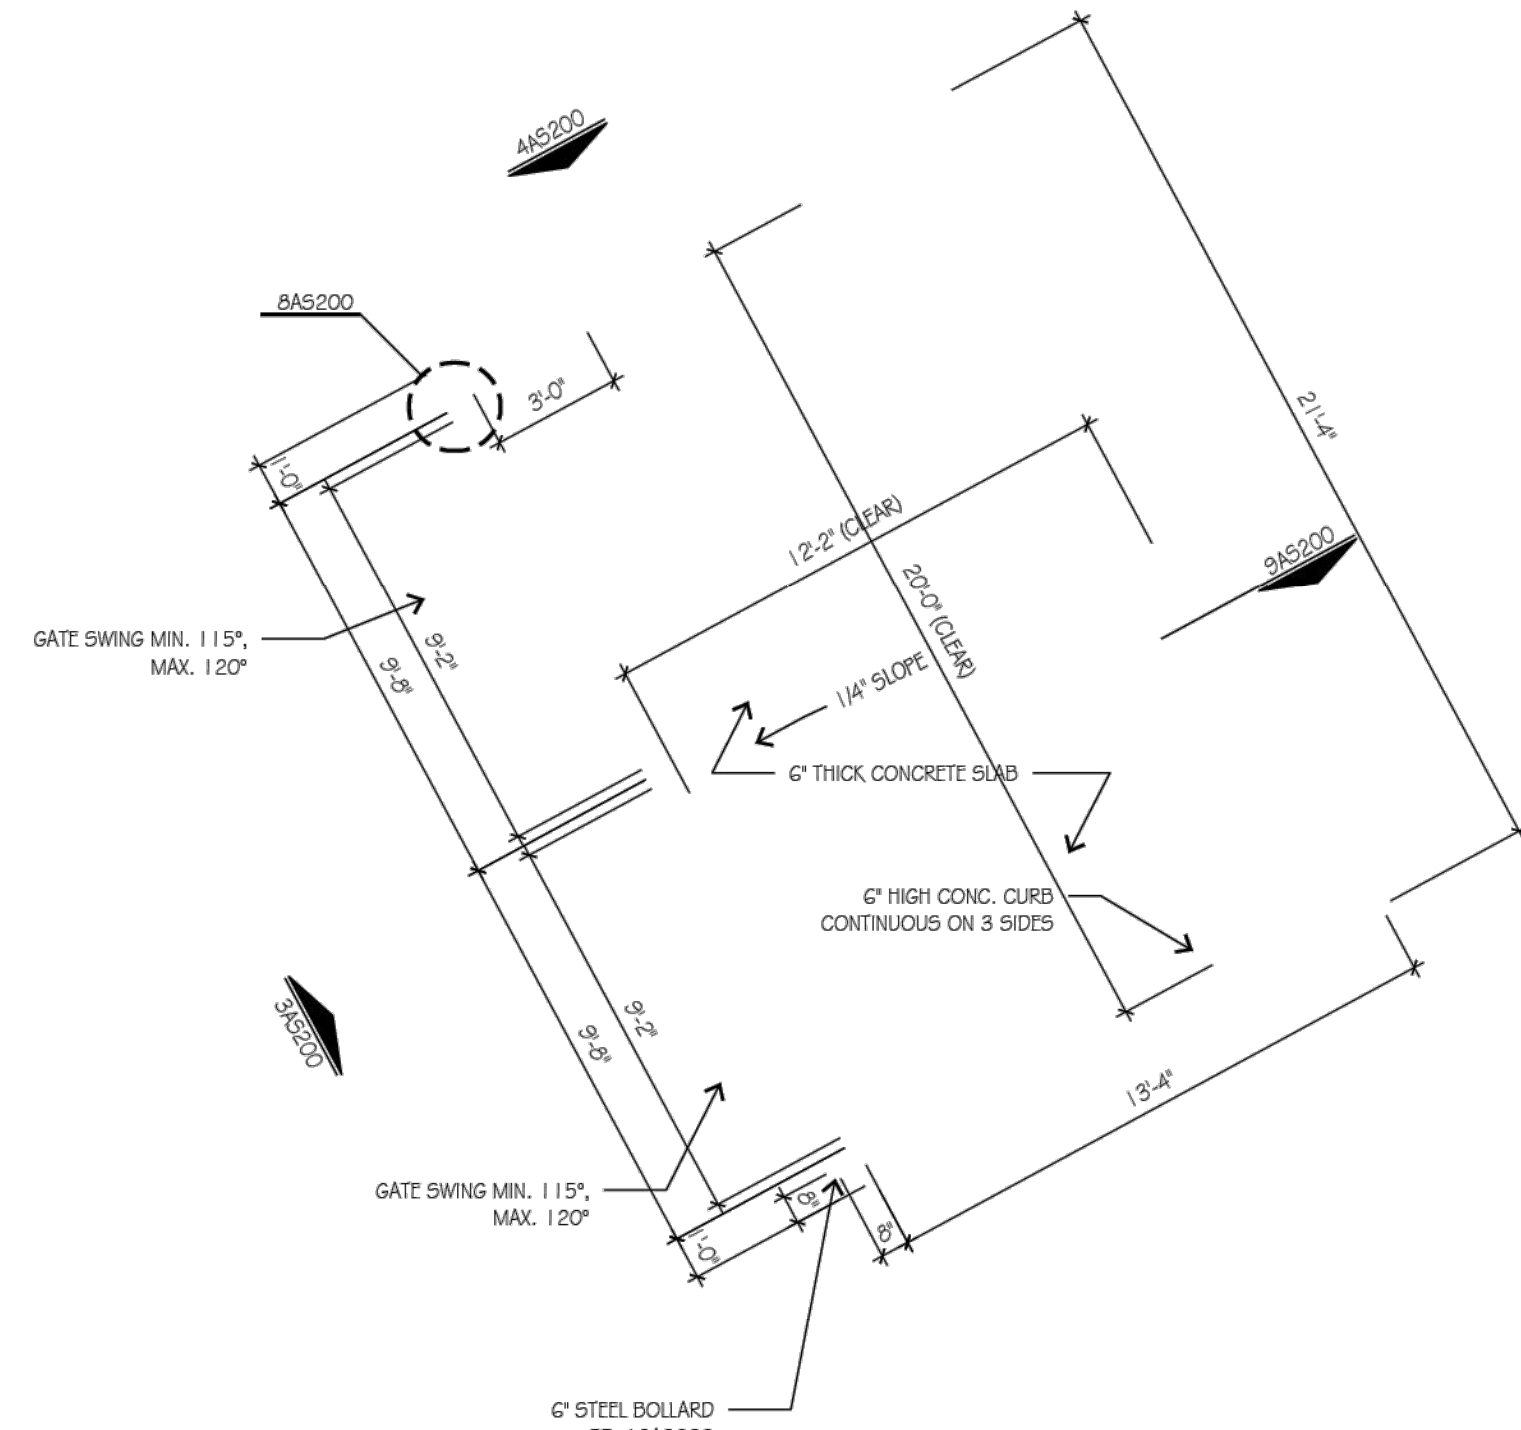 4AS200
8AS200
3'-0"
1'-0"
21'-4"
12'-2" (CLEAR)
9AS200
20'-0" (CLEAR)
GATE SWING MIN. 115°,
MAX. 120°
9'-2"
9'-8"
1/4" SLOPE
6" THICK CONCRETE SLAB
6" HIGH CONC. CURB
CONTINUOUS ON 3 SIDES
3AS200
9'-2"
9'-8"
13'-4"
GATE SWING MIN. 115°,
MAX. 120°
8"
8"
1'-0"
6" STEEL BOLLARD